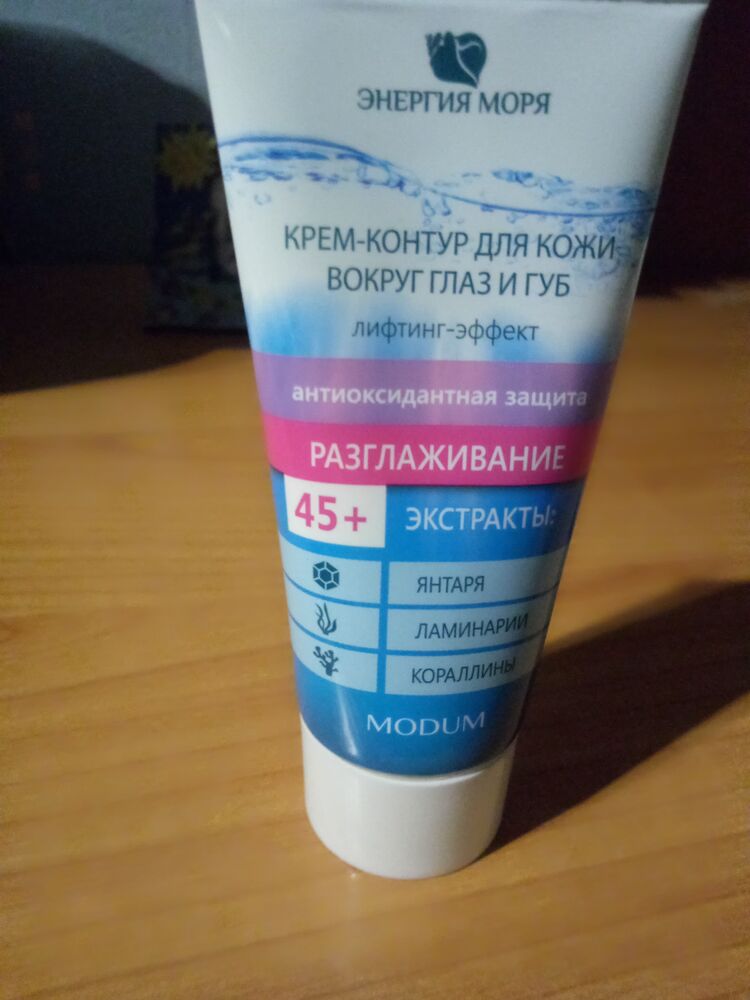 ЭНЕРГИЯ МОРЯ
КРЕМ-КОНТУР ДЛЯ КОЖИ
ВОКРУГ ГЛАЗ И ГУБ
лифтинг-эффект
антиоксидантная защита
РАЗГЛАЖИВАНИЕ
45+ ЭКСТРАКТЫ:
ЯНТАРЯ
ЛАМИНАРИИ
КОРАЛЛИНЫ
MODUM